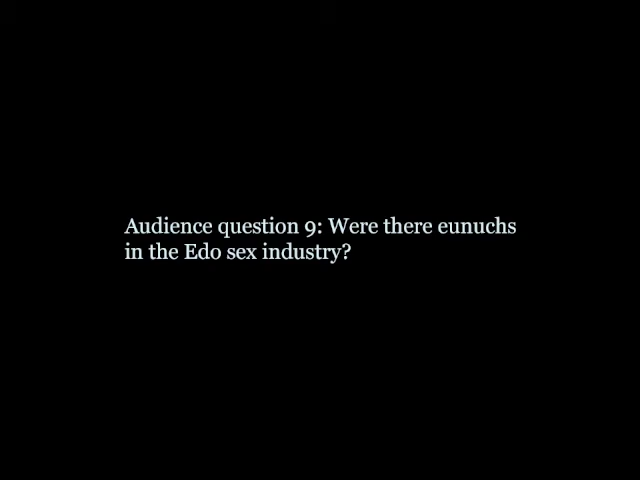 Audience question 9: Were there eunuchs
in the Edo sex industry?